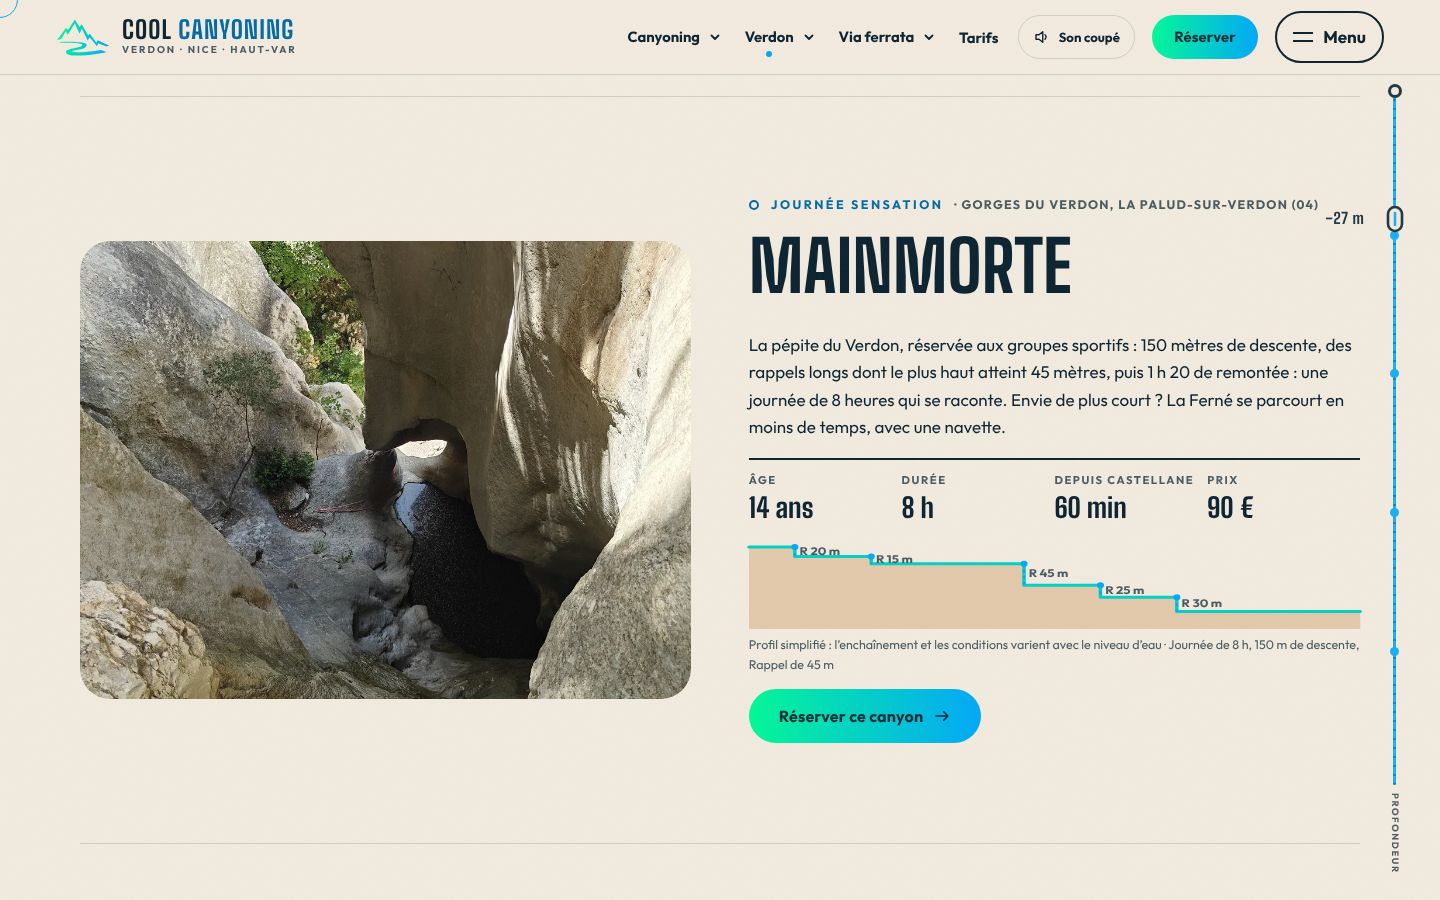 COOL CANYONING
VERDON · NICE · HAUT-VAR
Canyoning
Verdon
Via ferrata
Tarifs
Son coupé
Réserver
Menu
JOURNÉE SENSATION · GORGES DU VERDON, LA PALUD-SUR-VERDON (04)
−27 m
MAINMORTE
La pépite du Verdon, réservée aux groupes sportifs : 150 mètres de descente, des
rappels longs dont le plus haut atteint 45 mètres, puis 1 h 20 de remontée : une
journée de 8 heures qui se raconte. Envie de plus court ? La Ferné se parcourt en
moins de temps, avec une navette.
ÂGE
14 ans
DURÉE
8 h
DEPUIS CASTELLANE
60 min
PRIX
90 €
R 20 m
R 15 m
R 45 m
R 25 m
R 30 m
Profil simplifié : l’enchaînement et les conditions varient avec le niveau d’eau · Journée de 8 h, 150 m de descente,
Rappel de 45 m
Réserver ce canyon
PROFONDEUR